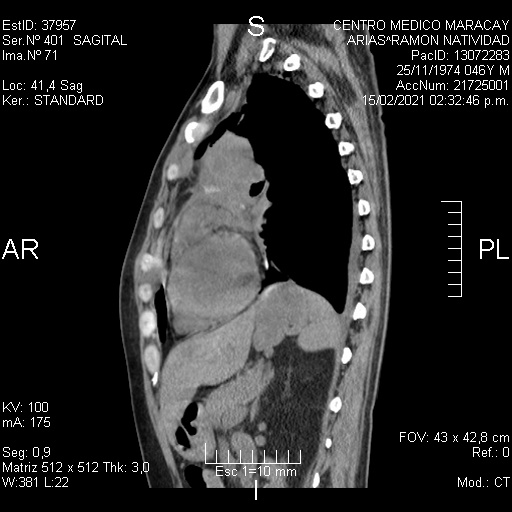 EstID: 37957
Ser.Nº 401 SAGITAL
Ima.Nº 71
Loc: 41,4 Sag
Ker.: STANDARD
S
CENTRO MEDICO MARACAY
ARIAS^RAMON NATIVIDAD
PacID: 13072283
25/11/1974 046Y M
AccNum: 21725001
15/02/2021 02:32:46 p.m.
AR
PL
KV: 100
mA: 175
Seg: 0,9
Matriz 512 x 512 Thk: 3,0
W:381 L:22
Esc 1=10 mm
I
FOV: 43 x 42,8 cm
Ref.: 0
Mod.: CT